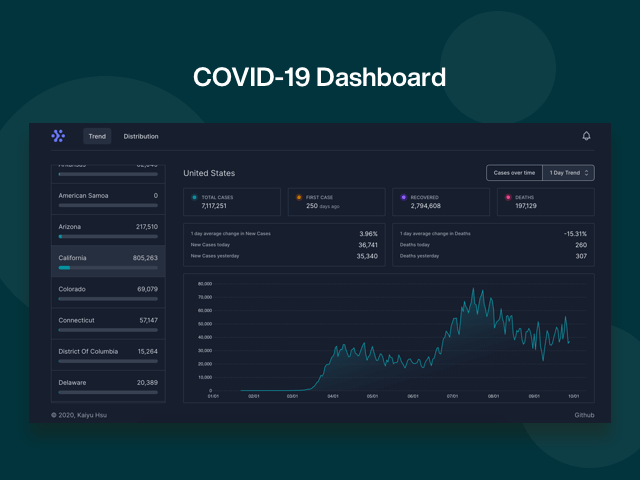 COVID-19 Dashboard
Trend Distribution
American Samoa 0
Arizona 217,510
California 805,263
Colorado 69,079
Connecticut 57,147
District Of Columbia 15,264
Delaware 20,389
United States
Cases over time 1 Day Trend
TOTAL CASES
7,117,251
FIRST CASE
250 days ago
RECOVERED
2,794,608
DEATHS
197,129
1 day average change in New Cases 3.96%
New Cases today 36,741
New Cases yesterday 35,340
1 day average change in Deaths -15.31%
Deaths today 260
Deaths yesterday 307
80,000
70,000
60,000
50,000
40,000
30,000
20,000
10,000
0
01/01 02/01 03/01 04/01 05/01 06/01 07/01 08/01 09/01 10/01
© 2020, Kaiyu Hsu
Github